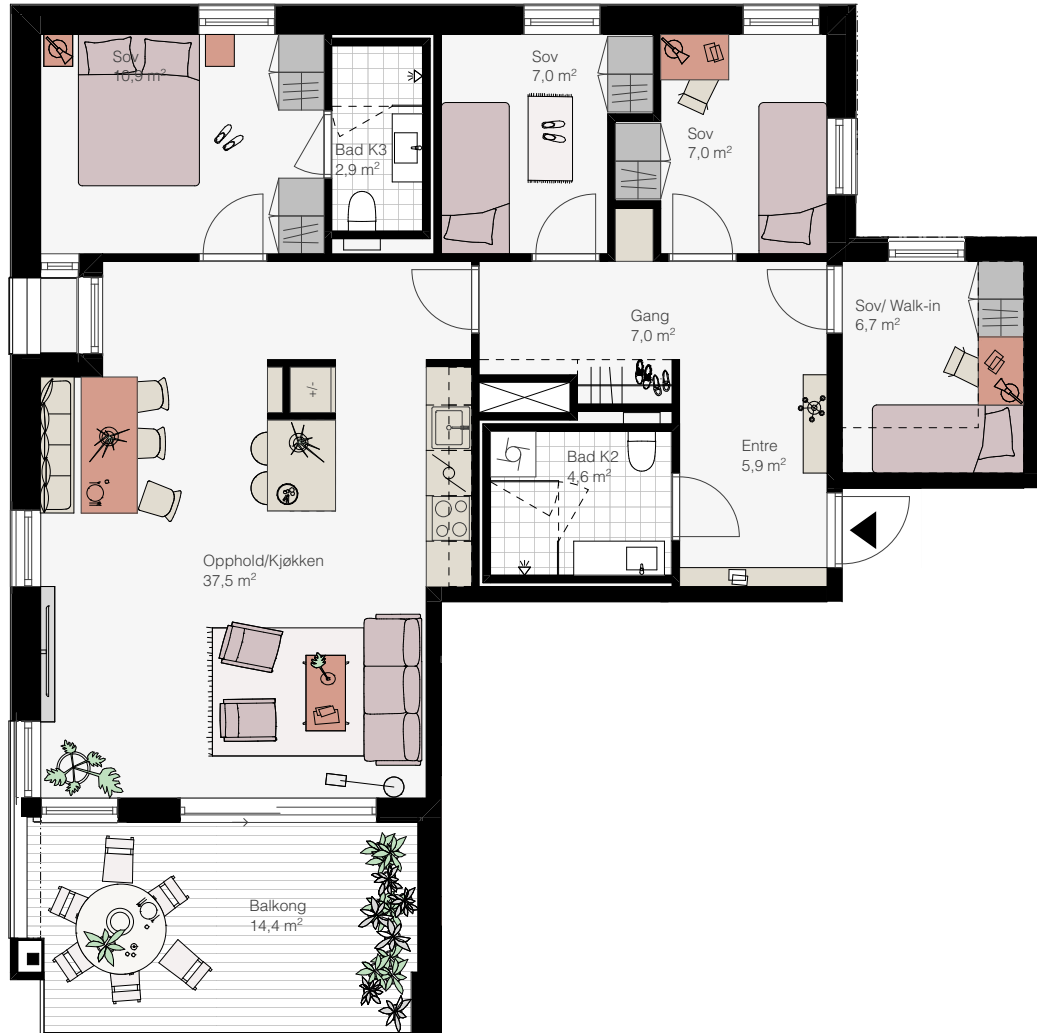 Sov
10,9 m²
Bad K3
2,9 m²
Sov
7,0 m²
Sov
7,0 m²
Gang
7,0 m²
Sov/ Walk-in
6,7 m²
+/-
Bad K2
4,6 m²
Entre
5,9 m²
Opphold/Kjøkken
37,5 m²
Balkong
14,4 m²